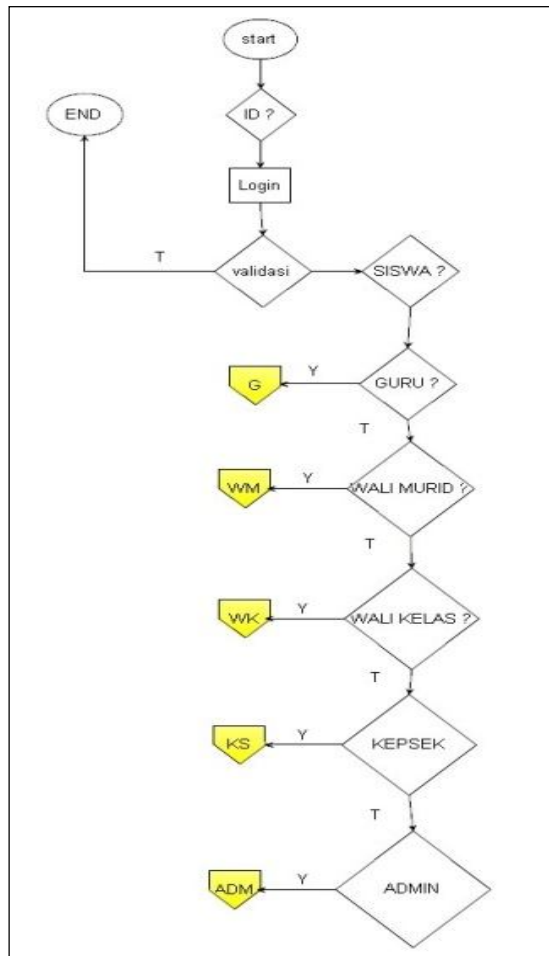 start
END
ID ?
Login
T
validasi
SISWA ?
G
Y
GURU ?
T
WM
Y
WALI MURID ?
T
WK
Y
WALI KELAS ?
T
KS
Y
KEPSEK
T
ADM
Y
ADMIN